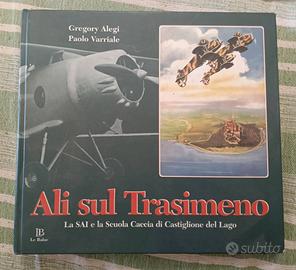 Gregory Alegi
Paolo Varriale
Ali sul Trasimeno
La SAI e la Scuola Caccia di Castiglione del Lago
LB
Le Balze
subito